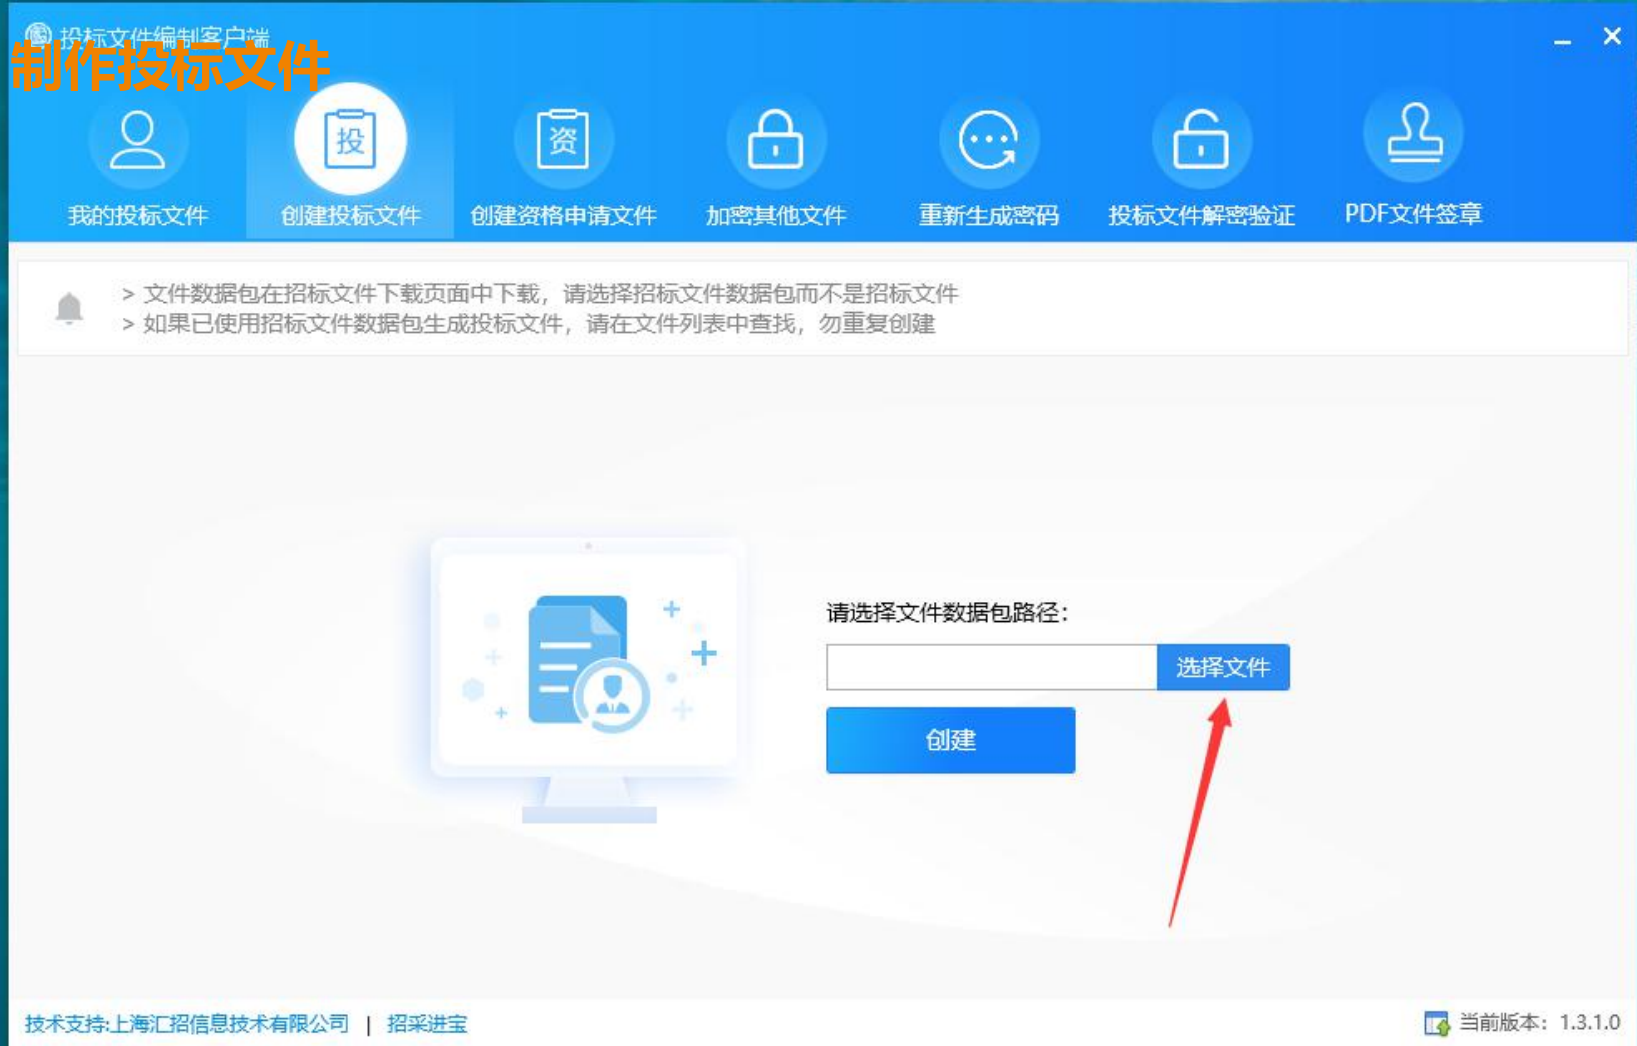 投标文件编制客户端
制作投标文件
投
资
我的投标文件
创建投标文件
创建资格申请文件
加密其他文件
重新生成密码
投标文件解密验证
PDF文件签章
> 文件数据包在招标文件下载页面中下载，请选择招标文件数据包而不是招标文件
> 如果已使用招标文件数据包生成投标文件，请在文件列表中查找，勿重复创建
请选择文件数据包路径：
选择文件
创建
技术支持:上海汇招信息技术有限公司 | 招采进宝
当前版本：1.3.1.0